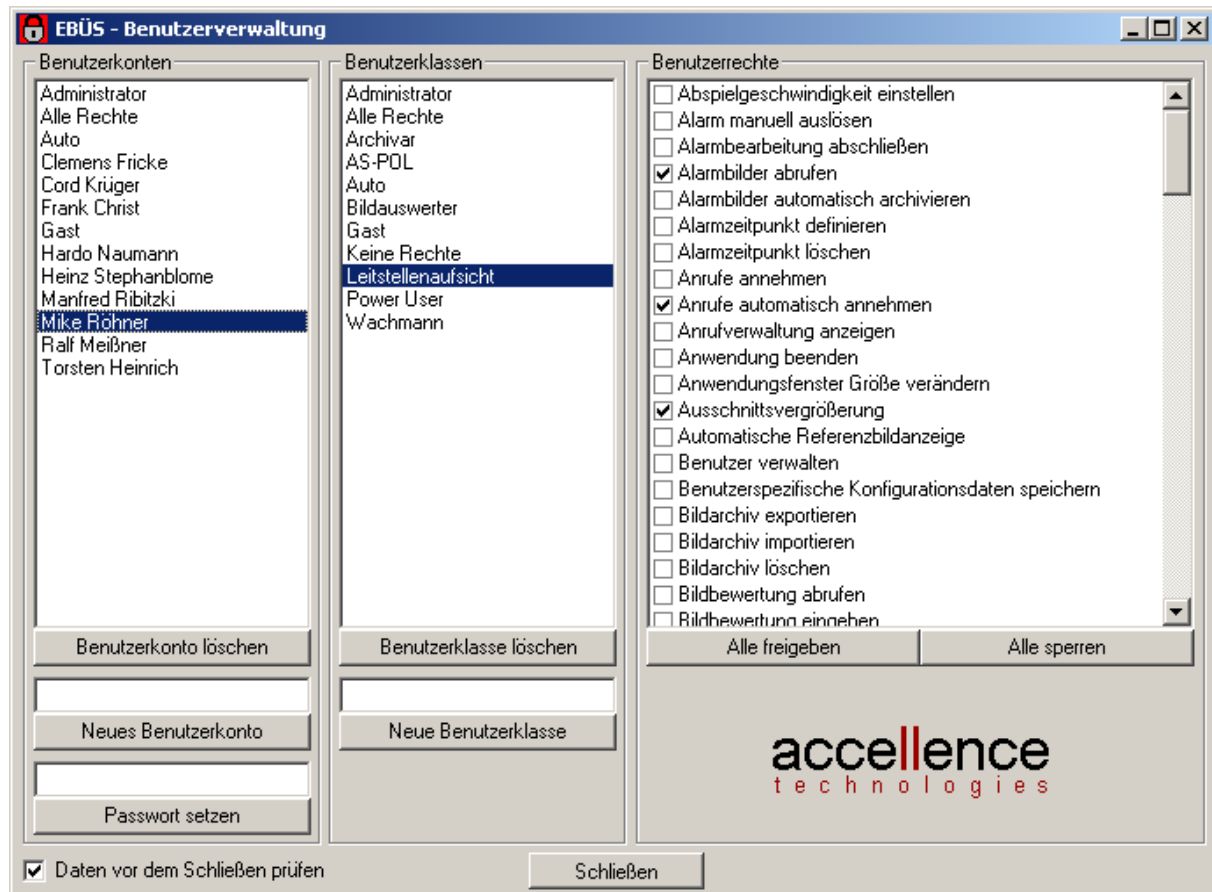 EBÜS - Benutzerverwaltung
Benutzerkonten
Administrator
Alle Rechte
Auto
Clemens Fricke
Cord Krüger
Frank Christ
Gast
Hardo Naumann
Heinz Stephanblome
Manfred Ribitzki
Mike Röhner
Ralf Meißner
Torsten Heinrich
Benutzerkonto löschen
Neues Benutzerkonto
Passwort setzen
Benutzerklassen
Administrator
Alle Rechte
Archivar
AS-POL
Auto
Bildauswerter
Gast
Keine Rechte
Leitstellenaufsicht
Power User
Wachmann
Benutzerklasse löschen
Neue Benutzerklasse
Benutzerrechte
Abspielgeschwindigkeit einstellen
Alarm manuell auslösen
Alarmbearbeitung abschließen
Alarmbilder abrufen
Alarmbilder automatisch archivieren
Alarmzeitpunkt definieren
Alarmzeitpunkt löschen
Anrufe annehmen
Anrufe automatisch annehmen
Anrufverwaltung anzeigen
Anwendung beenden
Anwendungsfenster Größe verändern
Ausschnittsvergrößerung
Automatische Referenzbildanzeige
Benutzer verwalten
Benutzerspezifische Konfigurationsdaten speichern
Bildarchiv exportieren
Bildarchiv importieren
Bildarchiv löschen
Bildbewertung abrufen
Bildbewertung eingeben
Alle freigeben
Alle sperren
accellence
technologies
Daten vor dem Schließen prüfen
Schließen